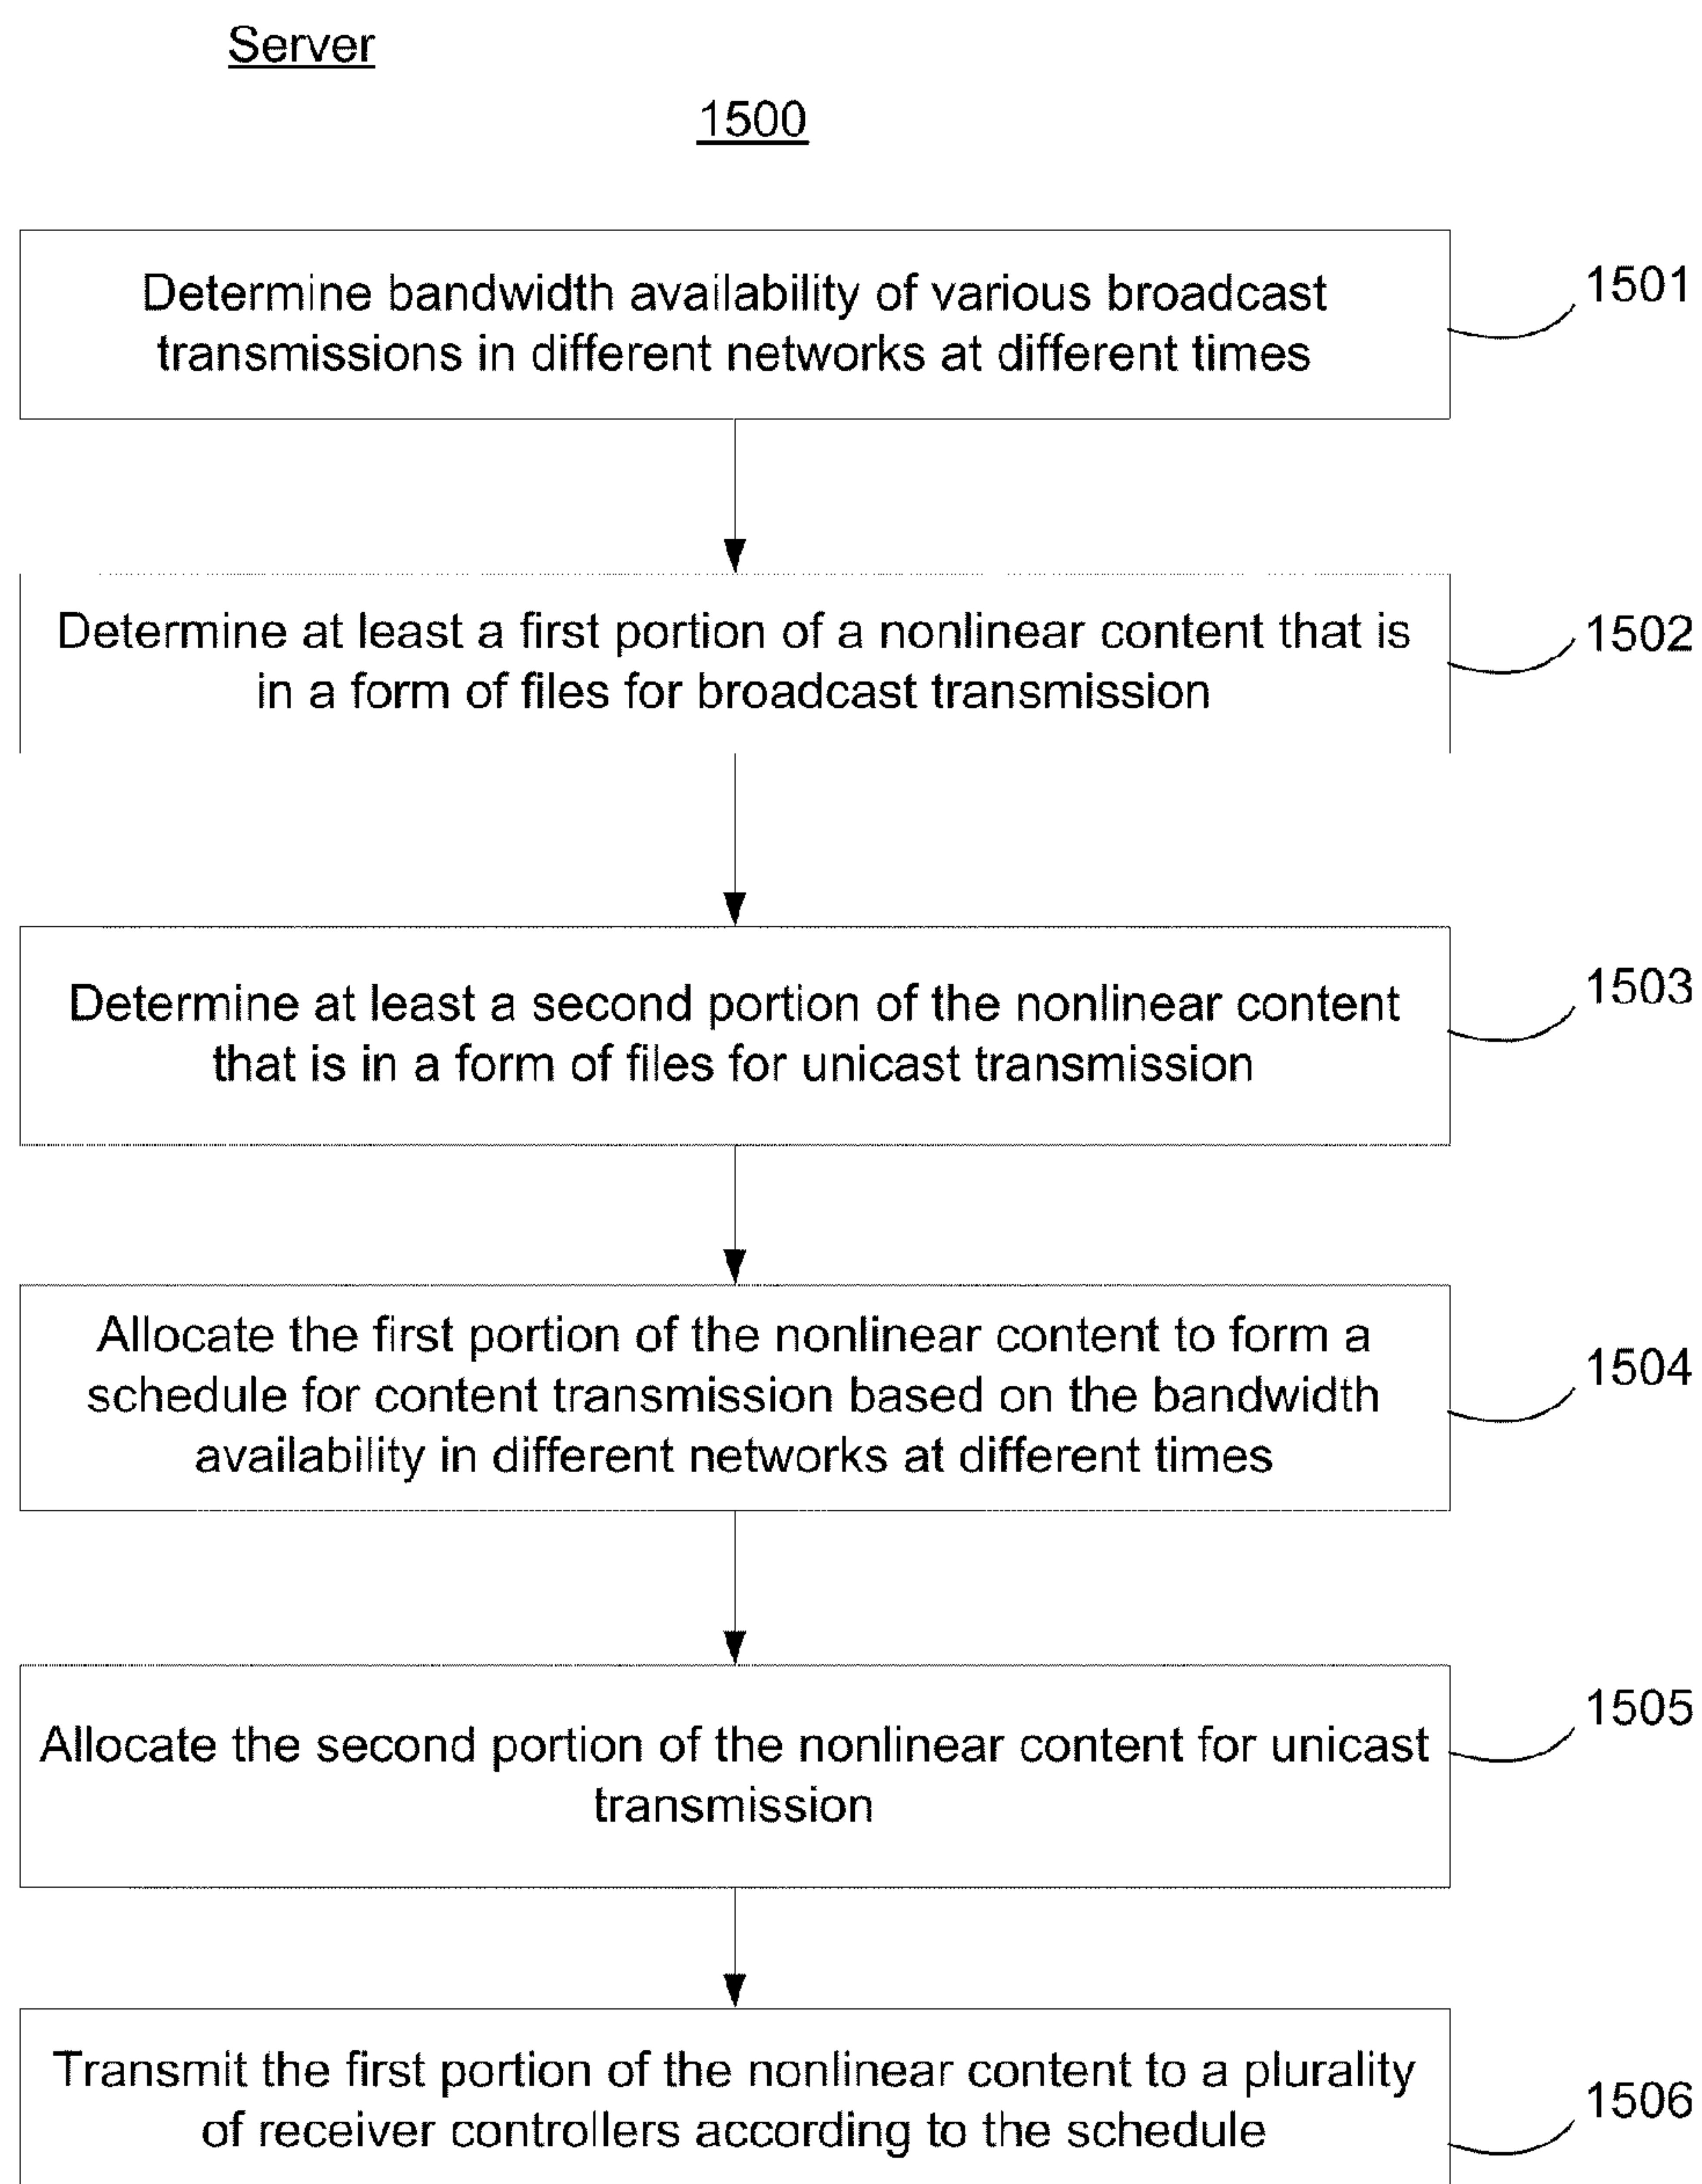 Server
1500
Determine bandwidth availability of various broadcast
transmissions in different networks at different times
1501
Determine at least a first portion of a nonlinear content that is
in a form of files for broadcast transmission
1502
Determine at least a second portion of the nonlinear content
that is in a form of files for unicast transmission
1503
Allocate the first portion of the nonlinear content to form a
schedule for content transmission based on the bandwidth
availability in different networks at different times
1504
Allocate the second portion of the nonlinear content for unicast
transmission
1505
Transmit the first portion of the nonlinear content to a plurality
of receiver controllers according to the schedule
1506